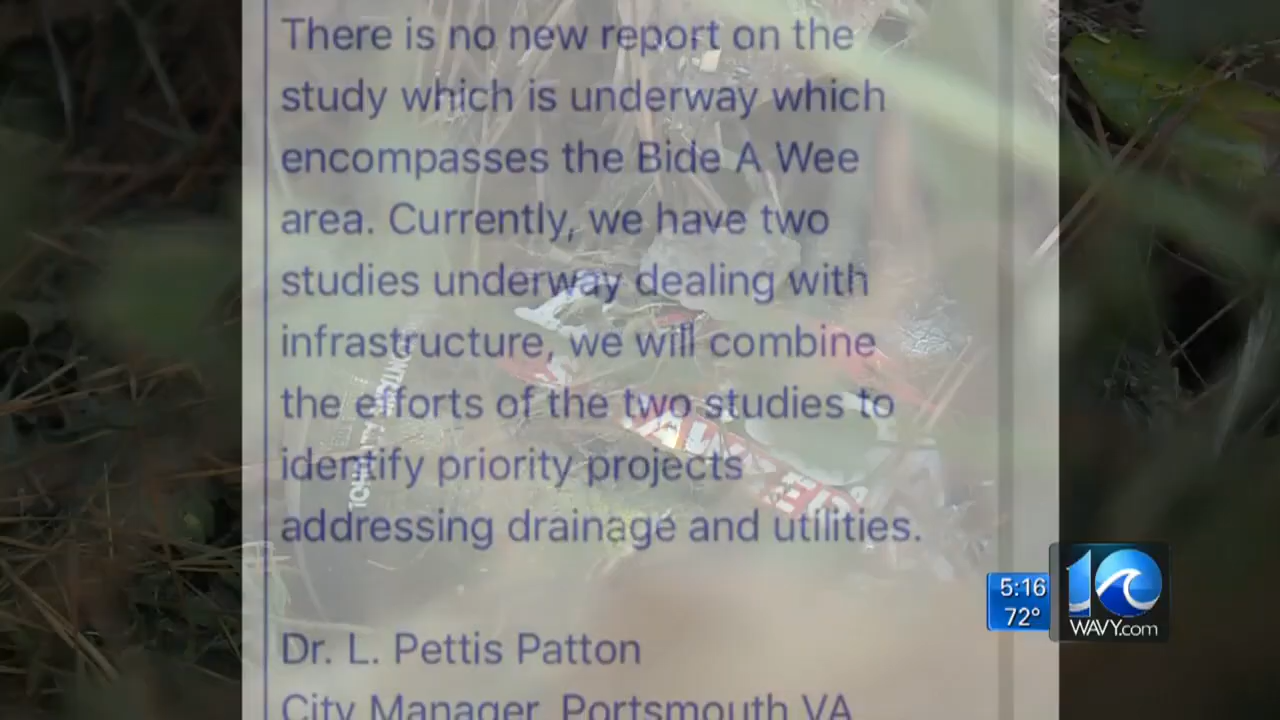 There is no new report on the
study which is underway which
encompasses the Bide A Wee
area. Currently, we have two
studies underway dealing with
infrastructure, we will combine
the efforts of the two studies to
identify priority projects
addressing drainage and utilities.
Dr. L. Pettis Patton
City Manager, Portsmouth VA
5:16
72°
10
WAVY.com